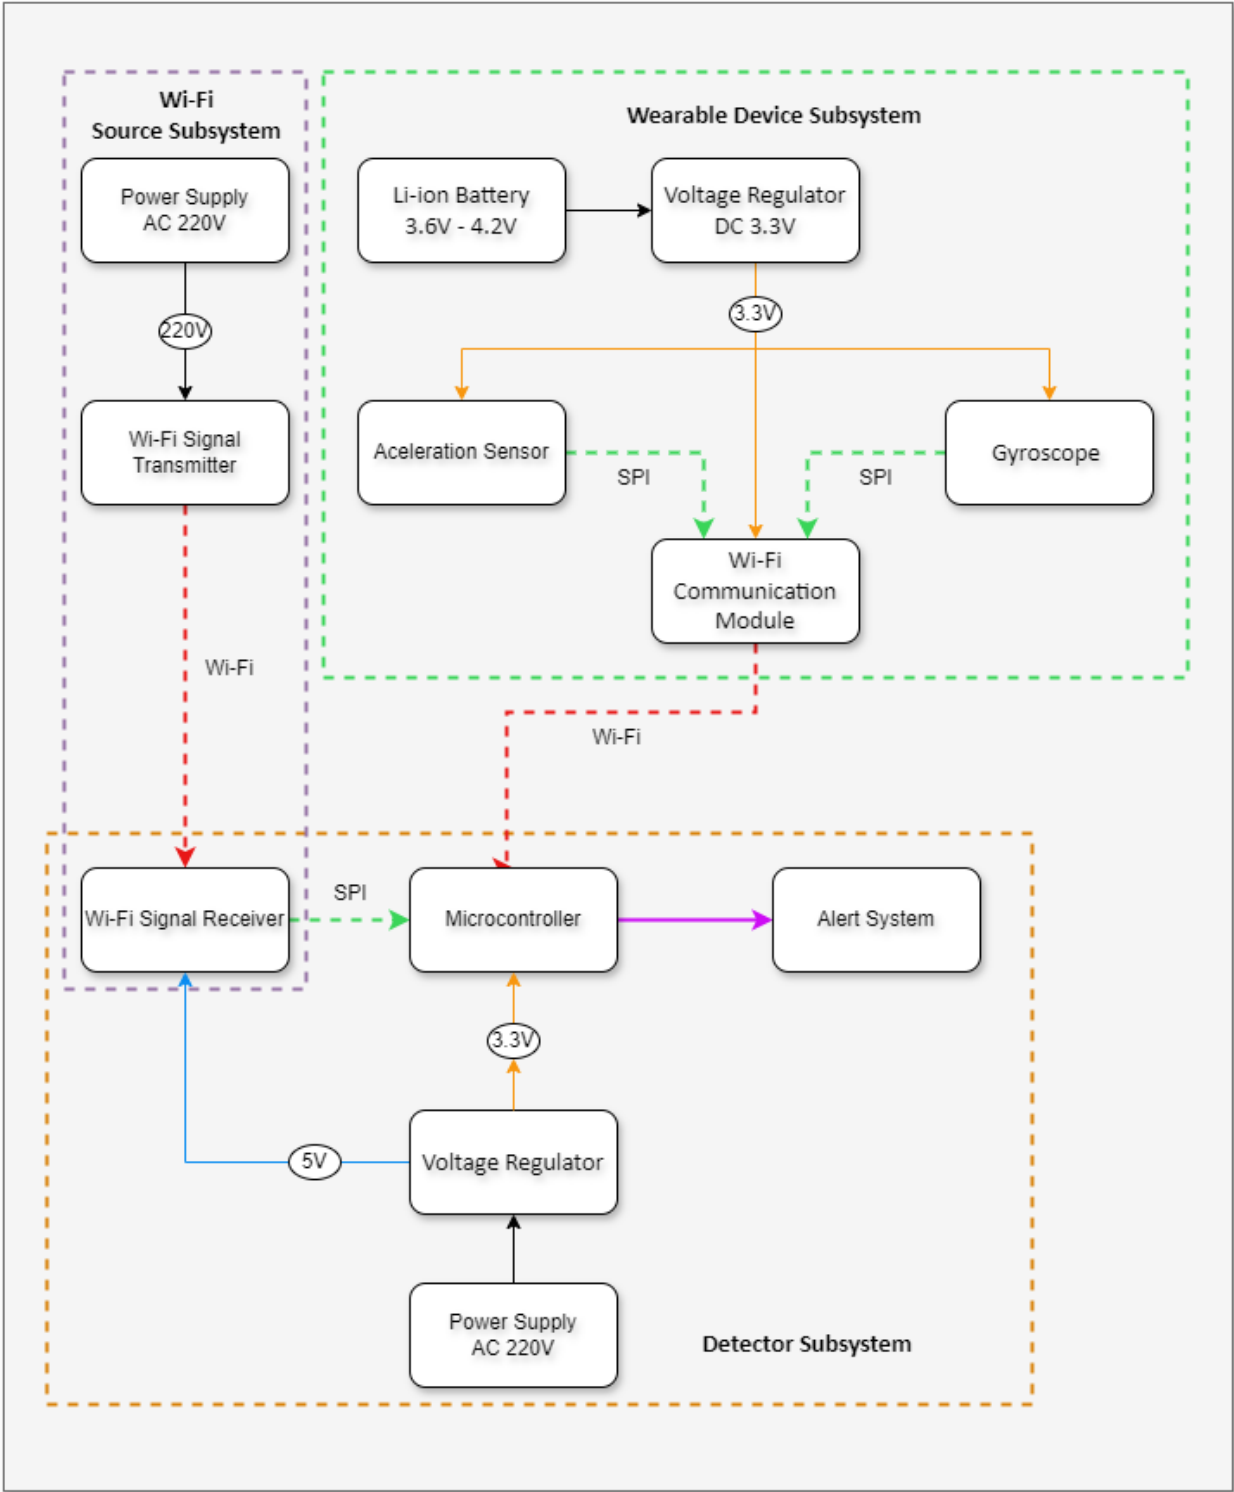 Wi-Fi
Source Subsystem
Power Supply
AC 220V
220V
Wi-Fi Signal
Transmitter
Wi-Fi
Wearable Device Subsystem
Li-ion Battery
3.6V - 4.2V
Voltage Regulator
DC 3.3V
3.3V
Aceleration Sensor
SPI
SPI
Gyroscope
Wi-Fi
Communication
Module
Wi-Fi
Wi-Fi Signal Receiver
SPI
Microcontroller
Alert System
3.3V
5V
Voltage Regulator
Power Supply
AC 220V
Detector Subsystem